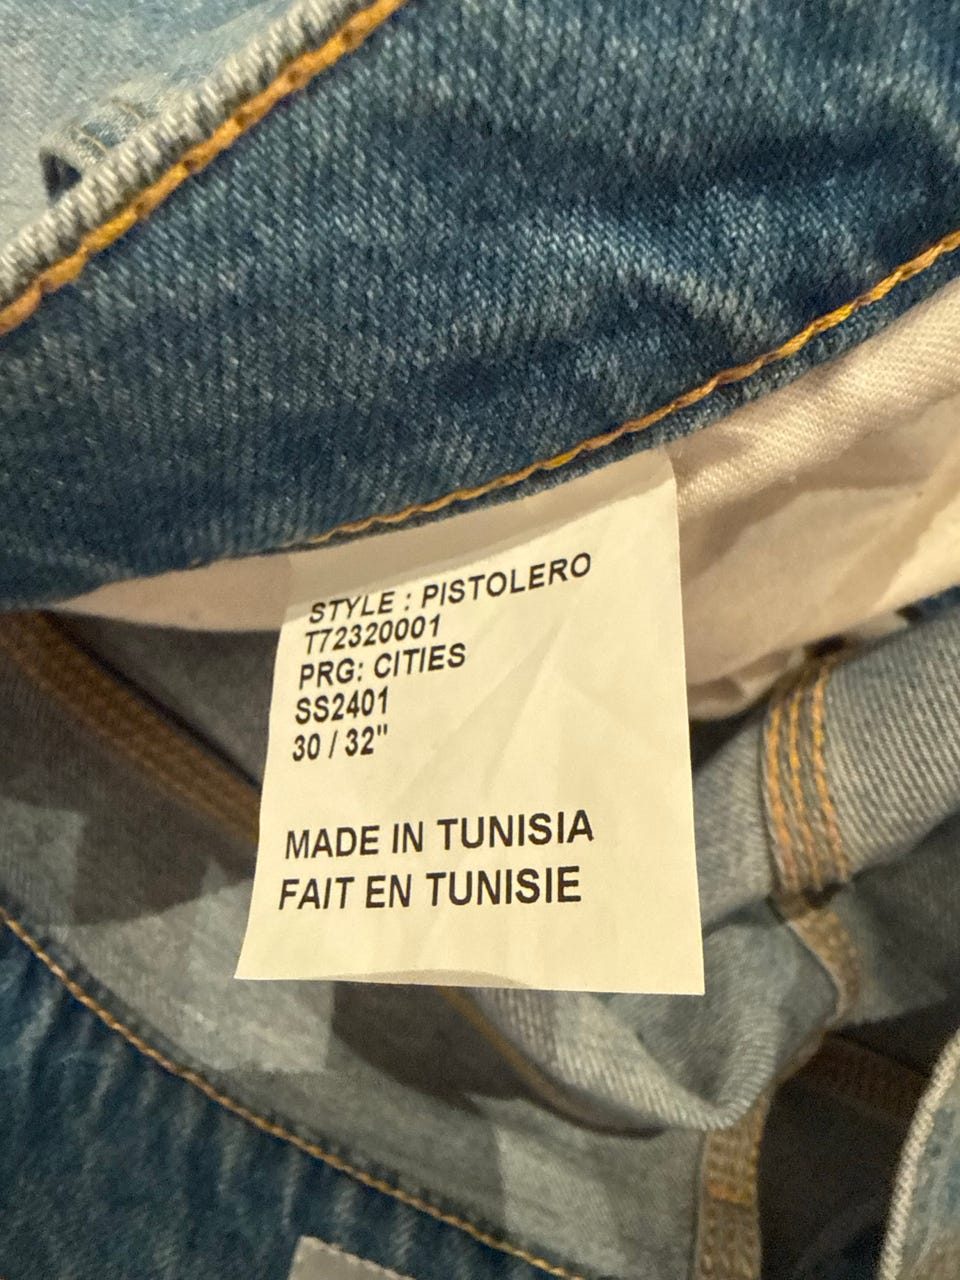 STYLE : PISTOLERO
T72320001
PRG: CITIES
SS2401
30 / 32"
MADE IN TUNISIA
FAIT EN TUNISIE